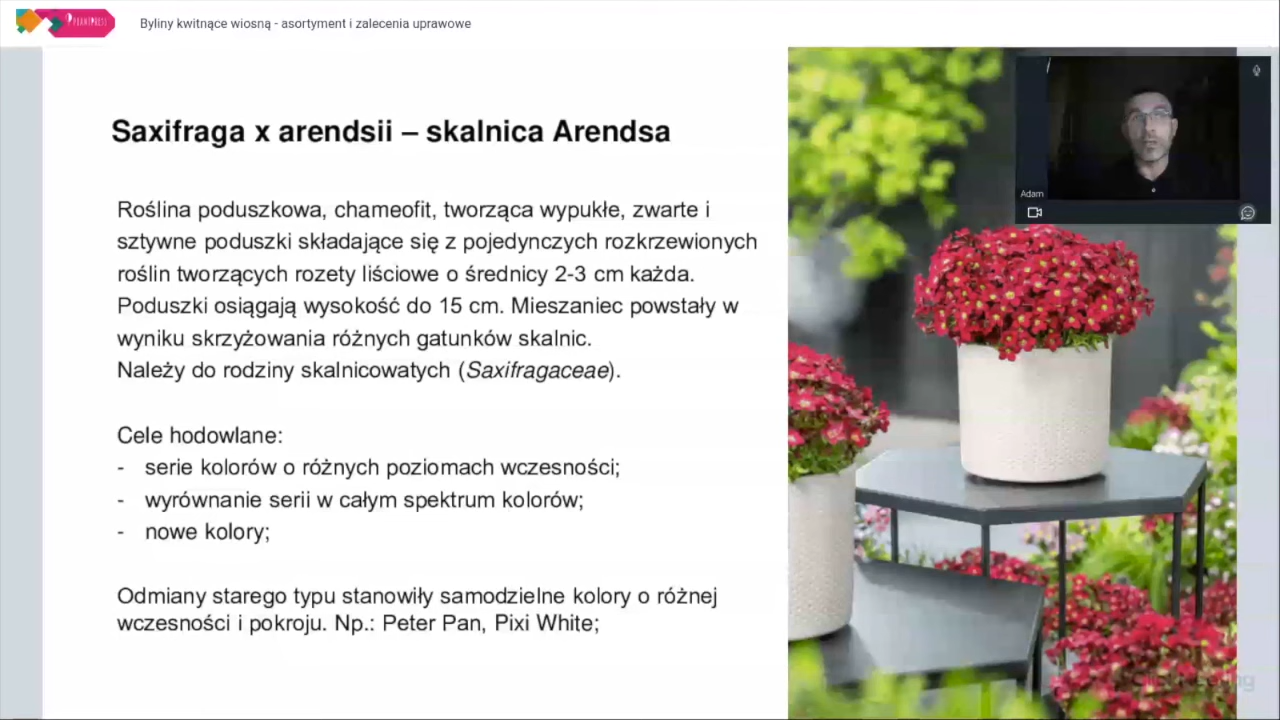 Byliny kwitnące wiosną - asortyment i zalecenia uprawowe
Saxifraga x arendsii – skalnica Arendsa
Adam
Roślina poduszkowa, chameofit, tworząca wypukłe, zwarte i
sztywne poduszki składające się z pojedynczych rozkrzewionych
roślin tworzących rozety liściowe o średnicy 2-3 cm każda.
Poduszki osiągają wysokość do 15 cm. Mieszaniec powstały w
wyniku skrzyżowania różnych gatunków skalnic.
Należy do rodziny skalnicowatych (Saxifragaceae).
Cele hodowlane:
- serie kolorów o różnych poziomach wczesności;
- wyrównanie serii w całym spektrum kolorów;
- nowe kolory;
Odmiany starego typu stanowiły samodzielne kolory o różnej
wczesności i pokroju. Np.: Peter Pan, Pixi White;